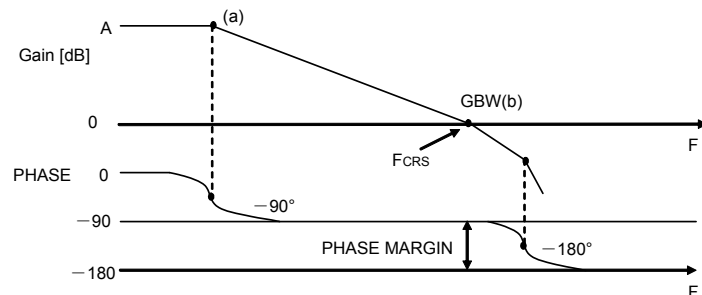 (a)
A
Gain [dB]
GBW(b)
0
F
FCRS
0
PHASE
−90°
−90
PHASE MARGIN
−180°
−180
F